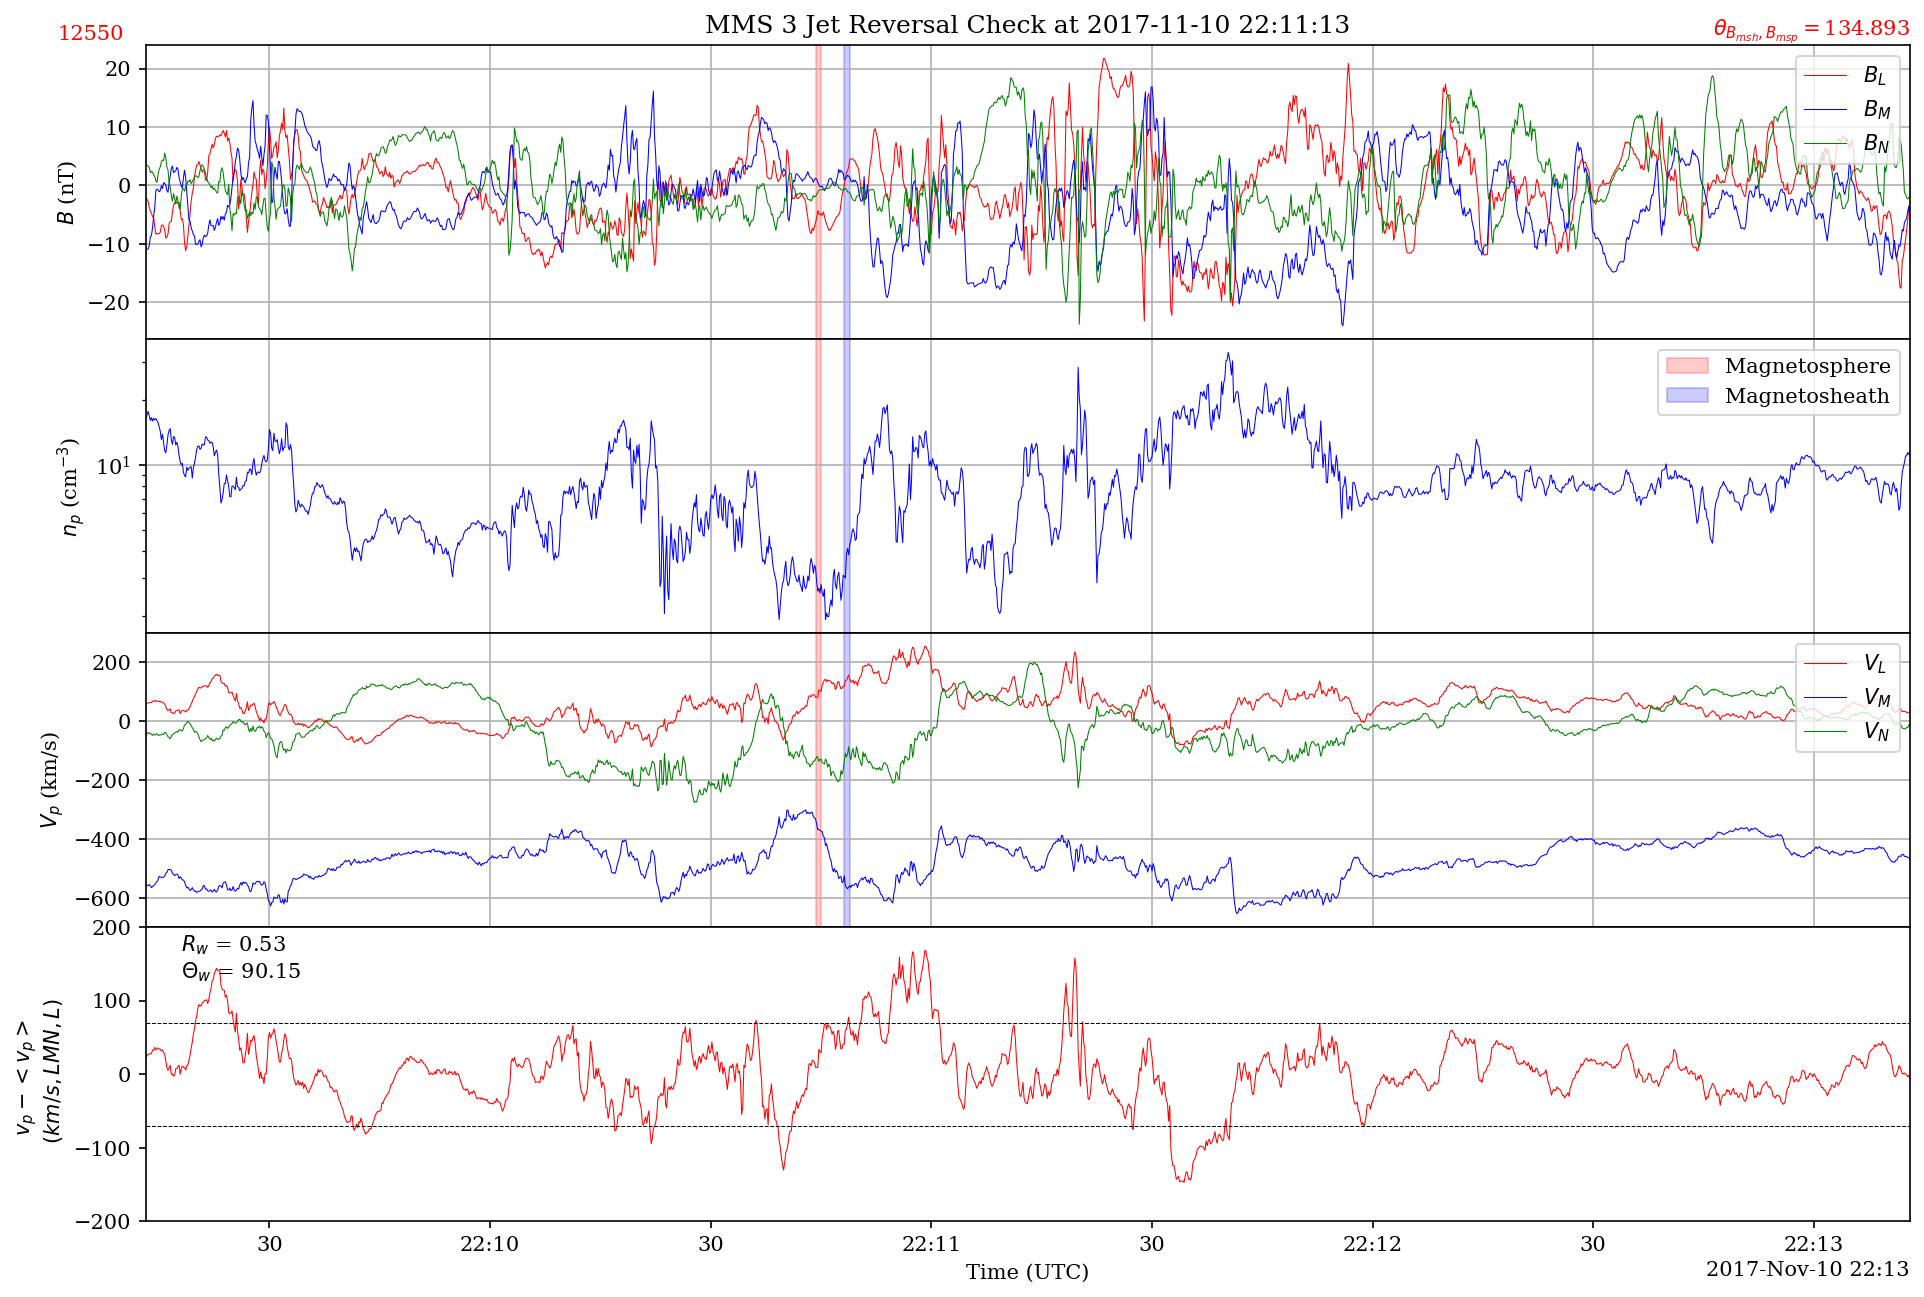 MMS 3 Jet Reversal Check at 2017-11-10 22:11:13
12550
θ_{B_{msh}, B_{msp}} = 134.893
20
10
0
−10
−20
B (nT)
B_L
B_M
B_N
10^1
n_p (cm^{−3})
Magnetosphere
Magnetosheath
200
0
−200
−400
−600
V_p (km/s)
V_L
V_M
V_N
200
100
0
−100
−200
v_p − <v_p>
(km/s, LMN, L)
R_w = 0.53
Θ_w = 90.15
30 22:10 30 22:11 30 22:12 30 22:13
Time (UTC)
2017-Nov-10 22:13